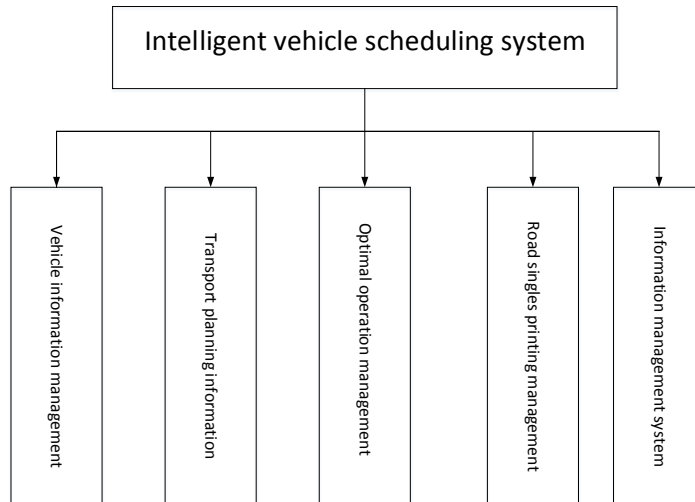 Intelligent vehicle scheduling system
Vehicle information management
Transport planning information
Optimal operation management
Road singles printing management
Information management system